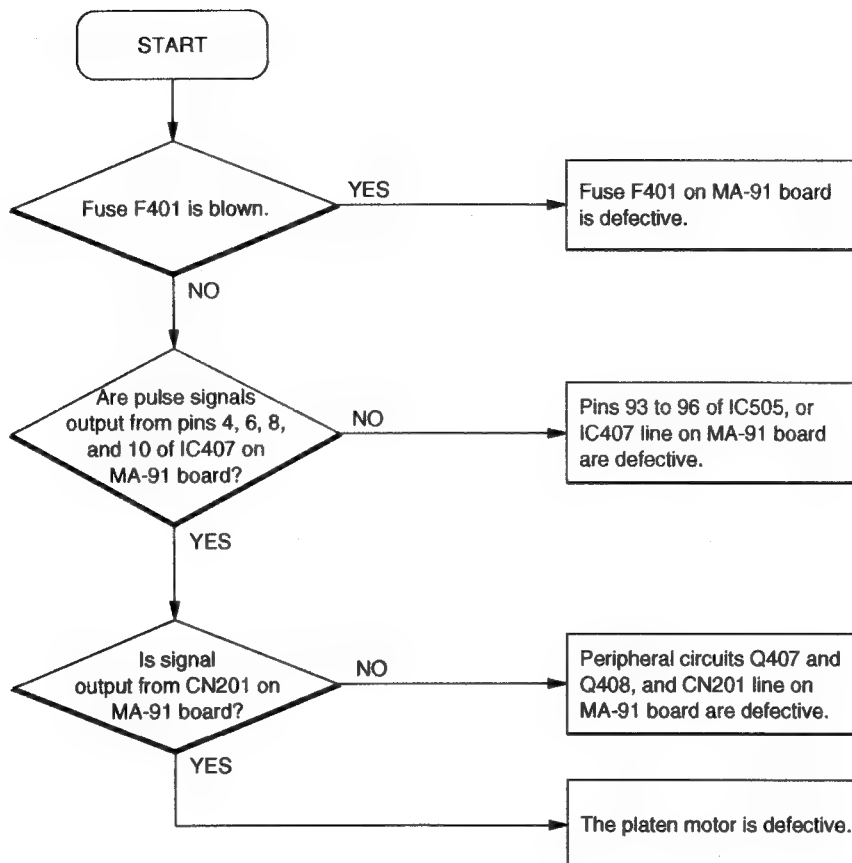 START
Fuse F401 is blown.
YES
Fuse F401 on MA-91 board
is defective.
NO
Are pulse signals
output from pins 4, 6, 8,
and 10 of IC407 on
MA-91 board?
NO
Pins 93 to 96 of IC505, or
IC407 line on MA-91 board
are defective.
YES
Is signal
output from CN201 on
MA-91 board?
NO
Peripheral circuits Q407 and
Q408, and CN201 line on
MA-91 board are defective.
YES
The platen motor is defective.